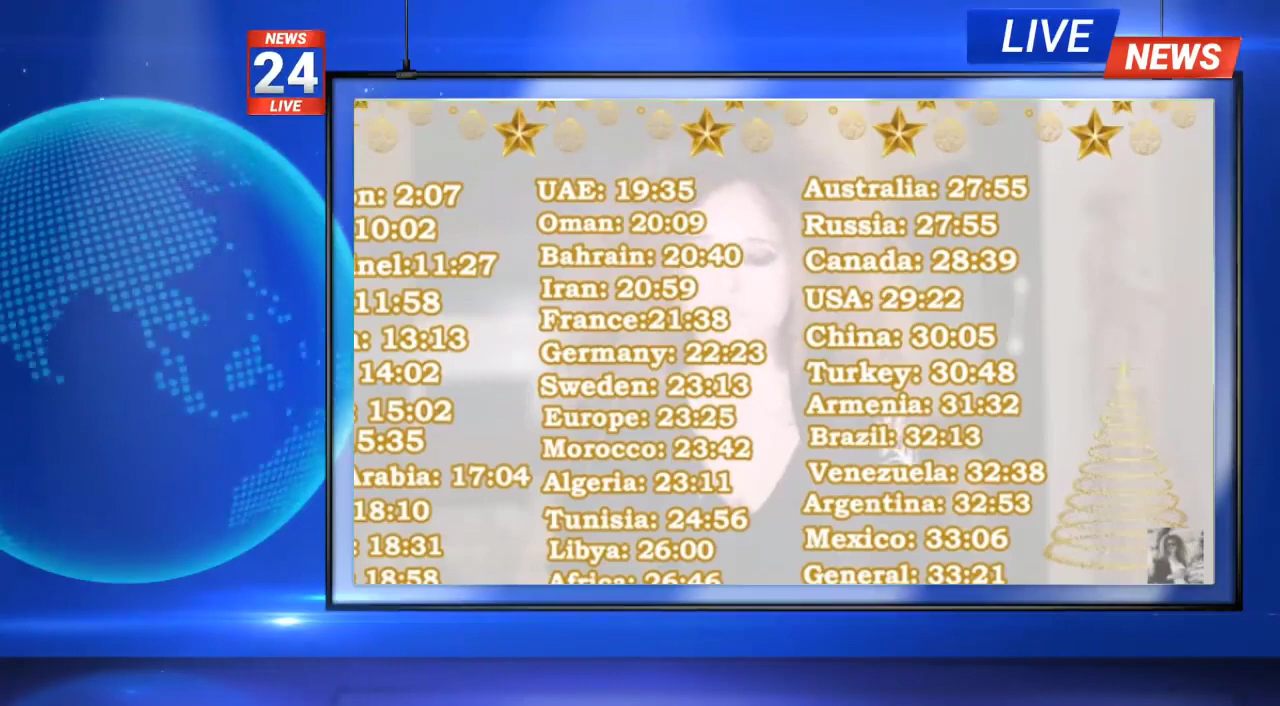 NEWS
24
LIVE
LIVE
NEWS
2:07
10:02
11:27
11:58
13:13
14:02
15:02
5:35
Arabia: 17:04
18:10
18:31
18:58
UAE: 19:35
Oman: 20:09
Bahrain: 20:40
Iran: 20:59
France:21:38
Germany: 22:23
Sweden: 23:13
Europe: 23:25
Morocco: 23:42
Algeria: 23:11
Tunisia: 24:56
Libya: 26:00
Africa: 26:46
Australia: 27:55
Russia: 27:55
Canada: 28:39
USA: 29:22
China: 30:05
Turkey: 30:48
Armenia: 31:32
Brazil: 32:13
Venezuela: 32:38
Argentina: 32:53
Mexico: 33:06
General: 33:21